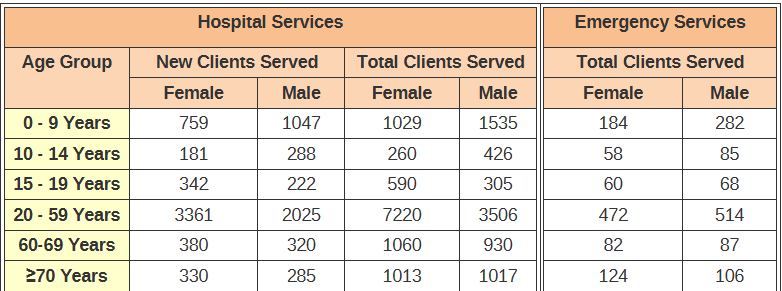 Hospital Services Emergency Services
Age Group New Clients Served Total Clients Served Total Clients Served
Female Male Female Male Female Male
0 - 9 Years 759 1047 1029 1535 184 282
10 - 14 Years 181 288 260 426 58 85
15 - 19 Years 342 222 590 305 60 68
20 - 59 Years 3361 2025 7220 3506 472 514
60-69 Years 380 320 1060 930 82 87
≥70 Years 330 285 1013 1017 124 106